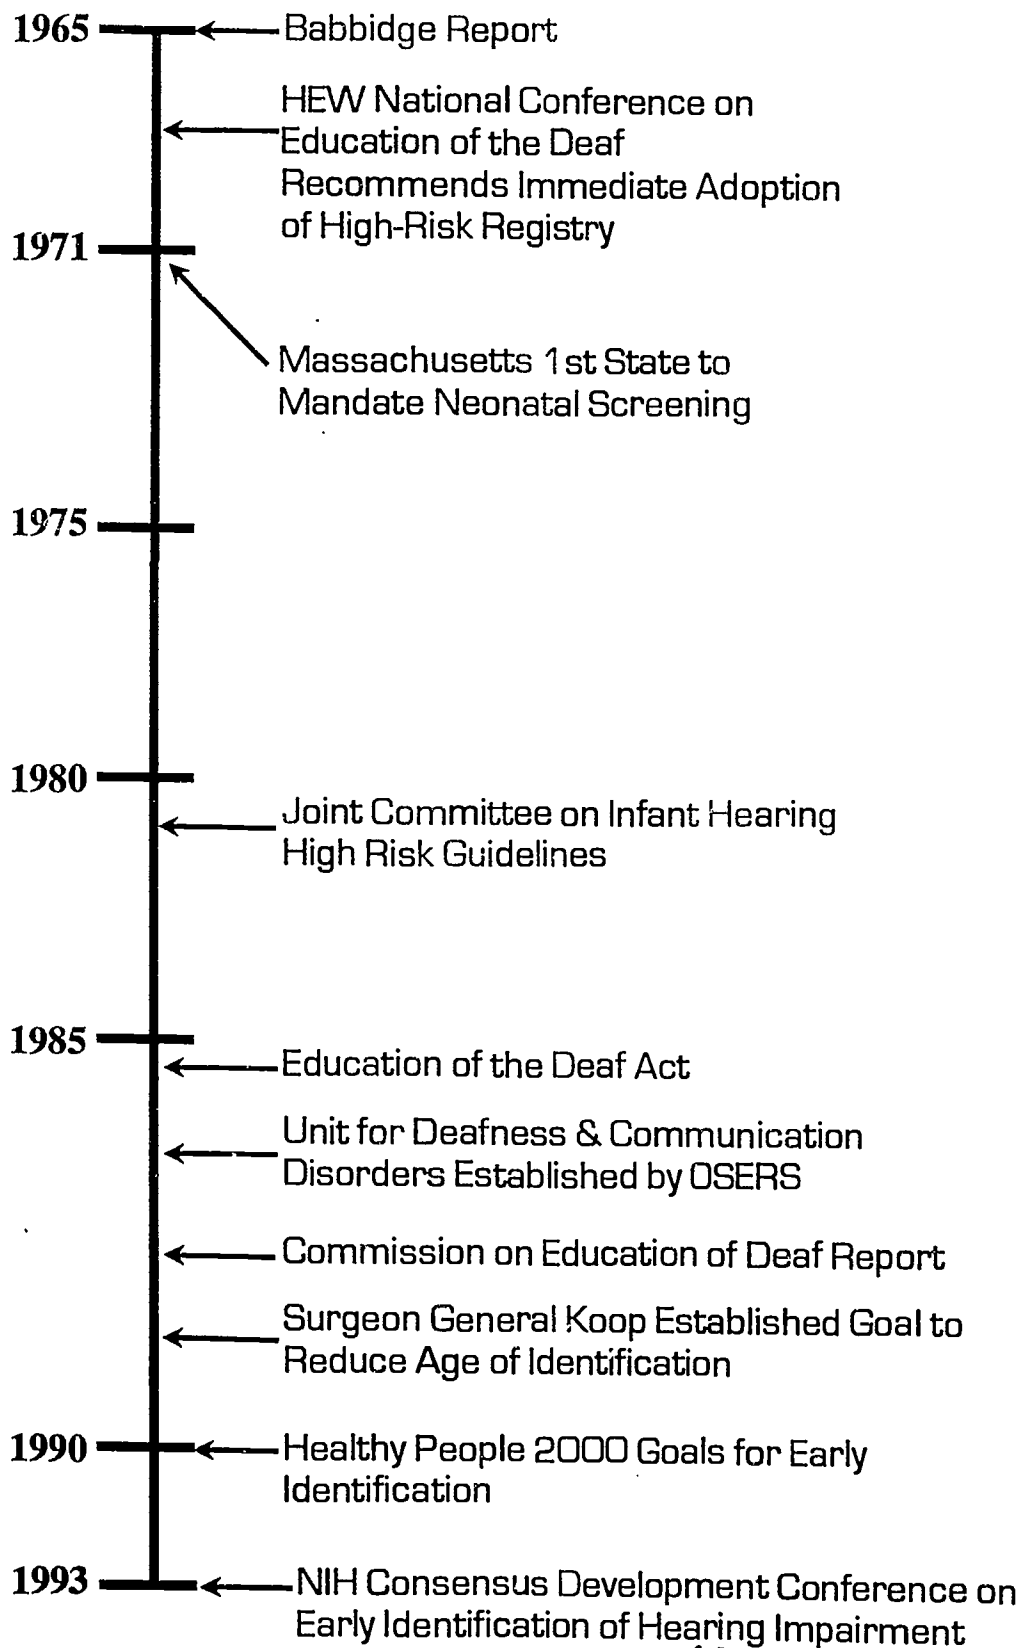 1965
Babbidge Report
HEW National Conference on
Education of the Deaf
Recommends Immediate Adoption
of High-Risk Registry
1971
Massachusetts 1st State to
Mandate Neonatal Screening
1975
1980
Joint Committee on Infant Hearing
High Risk Guidelines
1985
Education of the Deaf Act
Unit for Deafness & Communication
Disorders Established by OSERS
Commission on Education of Deaf Report
Surgeon General Koop Established Goal to
Reduce Age of Identification
1990
Healthy People 2000 Goals for Early
Identification
1993
NIH Consensus Development Conference on
Early Identification of Hearing Impairment